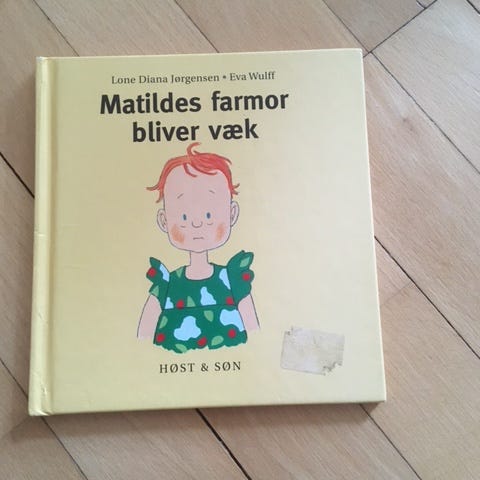 Lone Diana Jørgensen • Eva Wulff
Matildes farmor
bliver væk
HØST & SØN